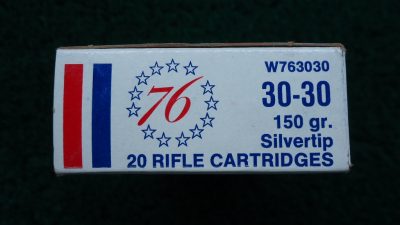 76
W763030
30-30
150 gr.
Silvertip
20 RIFLE CARTRIDGES